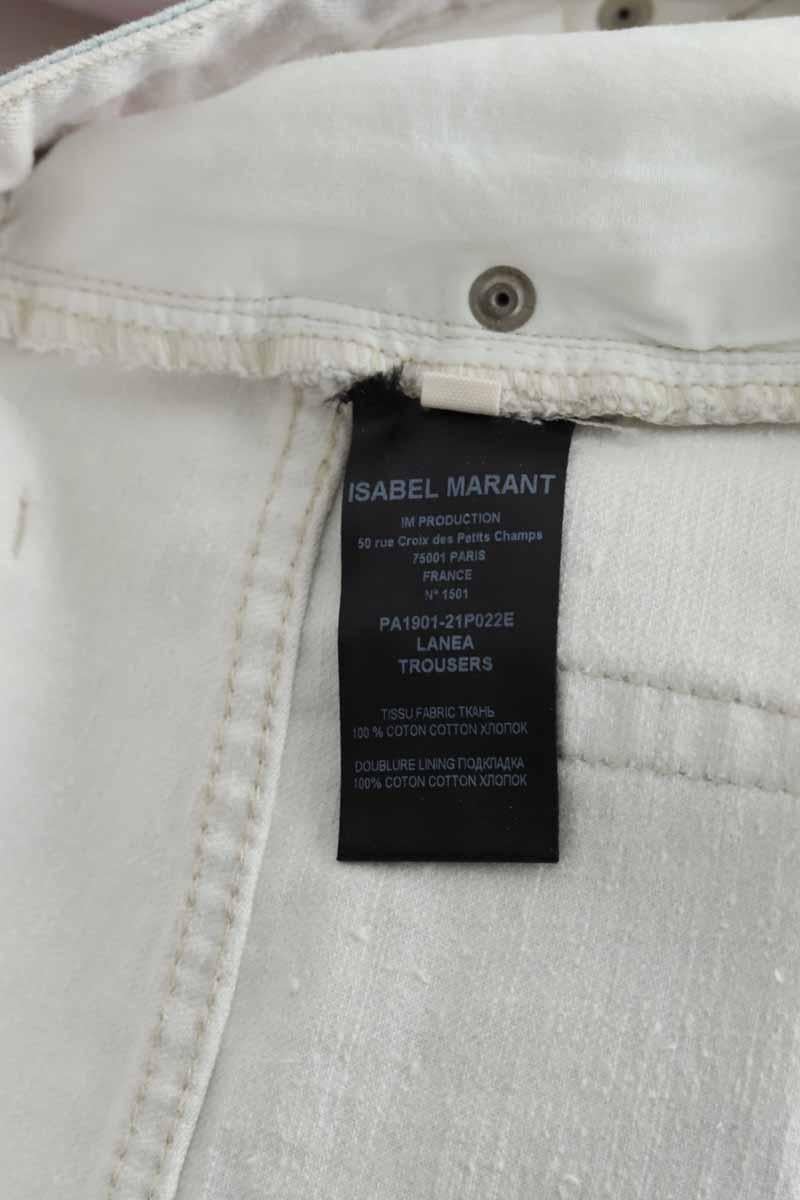 ISABEL MARANT
IM PRODUCTION
50 rue Croix des Petits Champs
75001 PARIS
FRANCE
N° 1501
PA1901-21P022E
LANEA
TROUSERS
TISSU FABRIC ТКАНЬ
100 % COTON COTTON ХЛОПОК
DOUBLURE LINING ПОДКЛАДКА
100% COTON COTTON ХЛОПОК